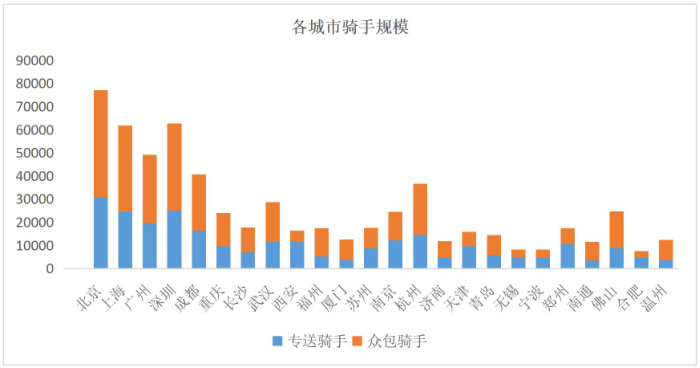 各城市骑手规模
90000
80000
70000
60000
50000
40000
30000
20000
10000
0
北京
上海
广州
深圳
成都
重庆
长沙
武汉
西安
福州
厦门
苏州
南京
杭州
济南
天津
青岛
无锡
宁波
郑州
南通
佛山
合肥
温州
专送骑手 众包骑手